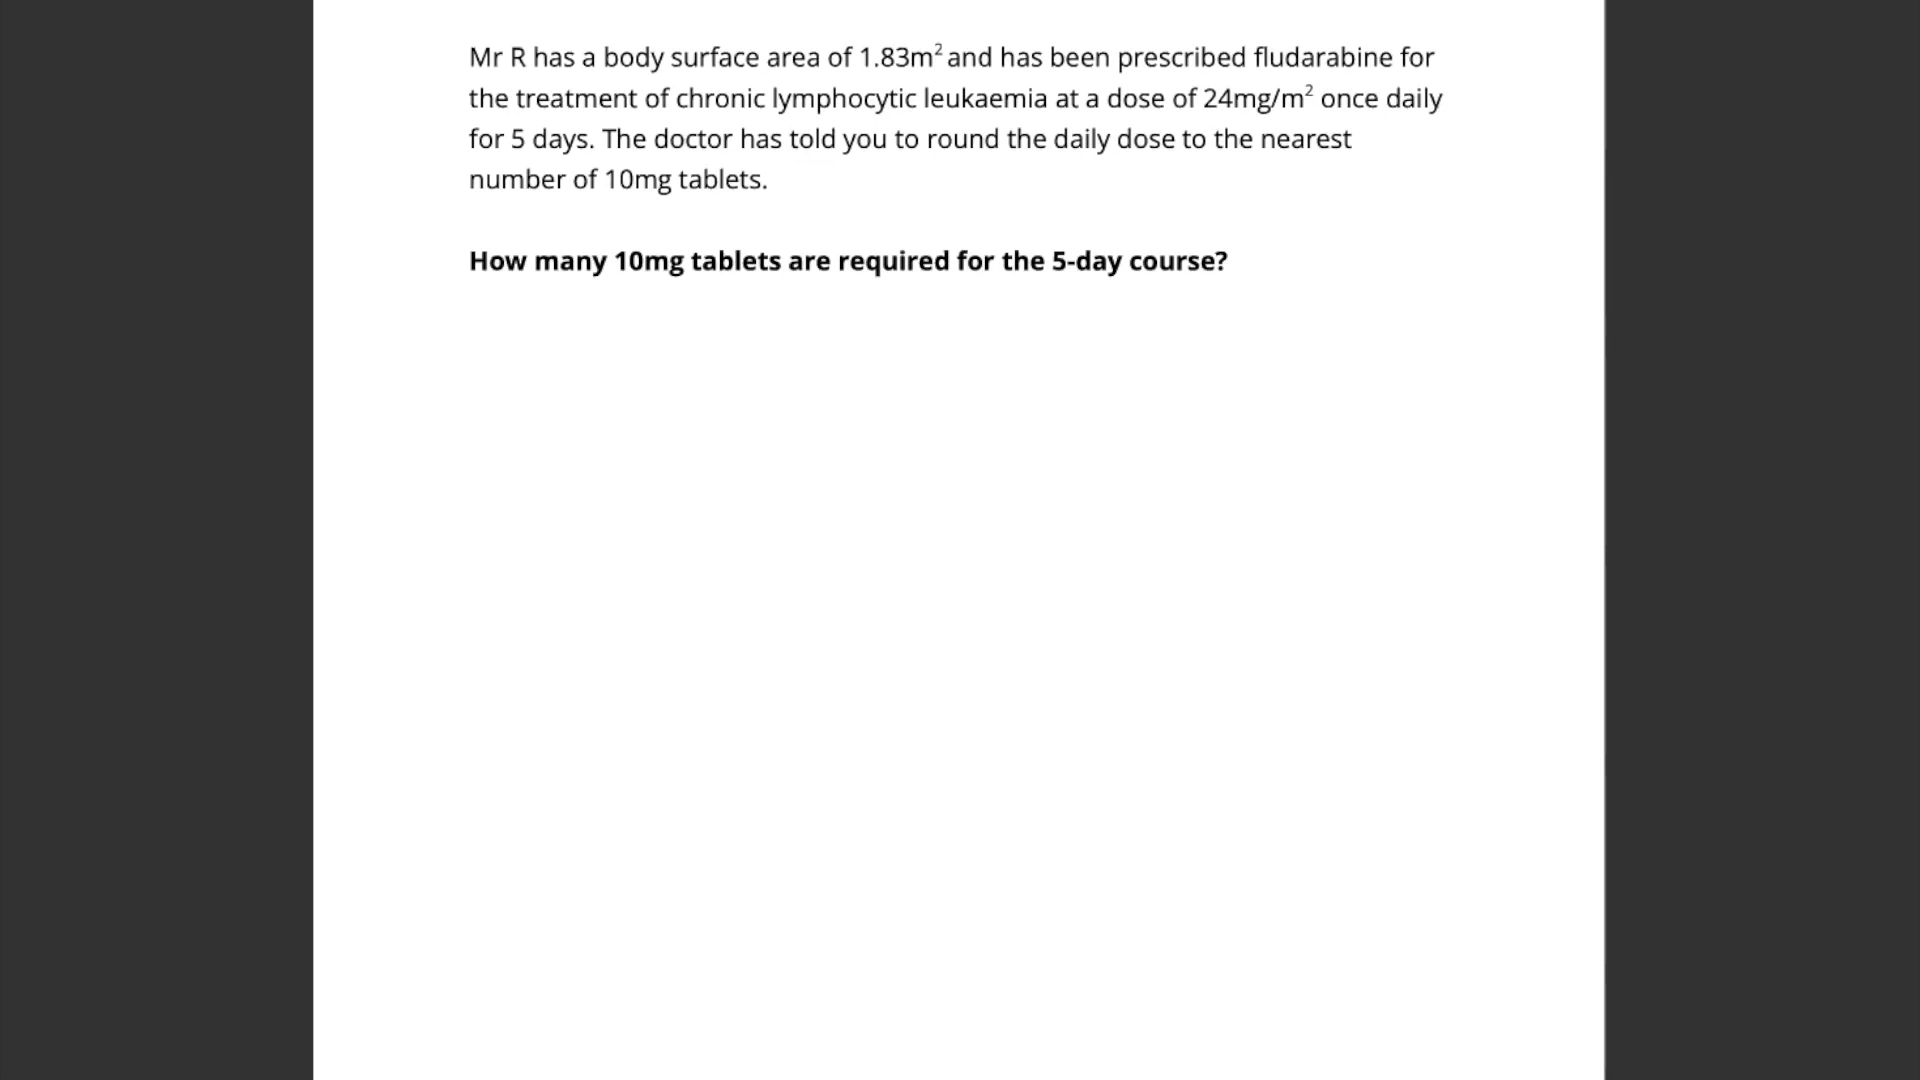 Mr R has a body surface area of 1.83m² and has been prescribed fludarabine for
the treatment of chronic lymphocytic leukaemia at a dose of 24mg/m² once daily
for 5 days. The doctor has told you to round the daily dose to the nearest
number of 10mg tablets.
How many 10mg tablets are required for the 5-day course?